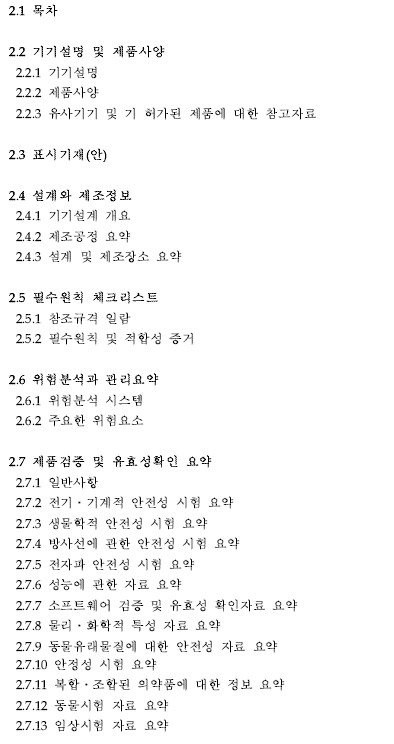 2.1 목차
2.2 기기설명 및 제품사양
2.2.1 기기설명
2.2.2 제품사양
2.2.3 유사기기 및 기 허가된 제품에 대한 참고자료
2.3 표시기재(안)
2.4 설계와 제조정보
2.4.1 기기설계 개요
2.4.2 제조공정 요약
2.4.3 설계 및 제조장소 요약
2.5 필수원칙 체크리스트
2.5.1 참조규격 일람
2.5.2 필수원칙 및 적합성 증거
2.6 위험분석과 관리요약
2.6.1 위험분석 시스템
2.6.2 주요한 위험요소
2.7 제품검증 및 유효성확인 요약
2.7.1 일반사항
2.7.2 전기·기계적 안전성 시험 요약
2.7.3 생물학적 안전성 시험 요약
2.7.4 방사선에 관한 안전성 시험 요약
2.7.5 전자파 안전성 시험 요약
2.7.6 성능에 관한 자료 요약
2.7.7 소프트웨어 검증 및 유효성 확인자료 요약
2.7.8 물리·화학적 특성 자료 요약
2.7.9 동물유래물질에 대한 안전성 자료 요약
2.7.10 안정성 시험 요약
2.7.11 복합·조합된 의약품에 대한 정보 요약
2.7.12 동물시험 자료 요약
2.7.13 임상시험 자료 요약